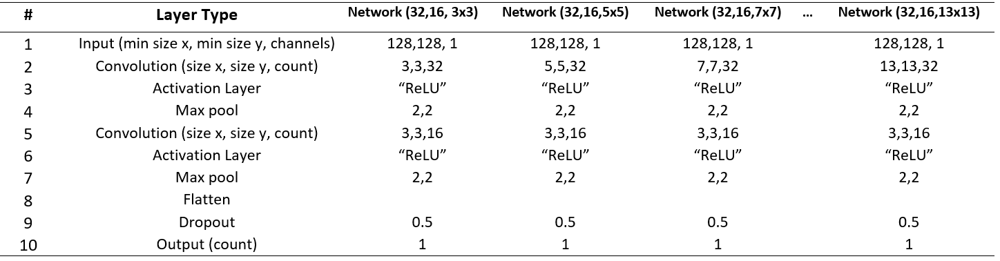 # Layer Type Network (32,16, 3x3) Network (32,16,5x5) Network (32,16,7x7) ... Network (32,16,13x13)
1 Input (min size x, min size y, channels) 128,128, 1 128,128, 1 128,128, 1 128,128, 1
2 Convolution (size x, size y, count) 3,3,32 5,5,32 7,7,32 13,13,32
3 Activation Layer “ReLU” “ReLU” “ReLU” “ReLU”
4 Max pool 2,2 2,2 2,2 2,2
5 Convolution (size x, size y, count) 3,3,16 3,3,16 3,3,16 3,3,16
6 Activation Layer “ReLU” “ReLU” “ReLU” “ReLU”
7 Max pool 2,2 2,2 2,2 2,2
8 Flatten
9 Dropout 0.5 0.5 0.5 0.5
10 Output (count) 1 1 1 1